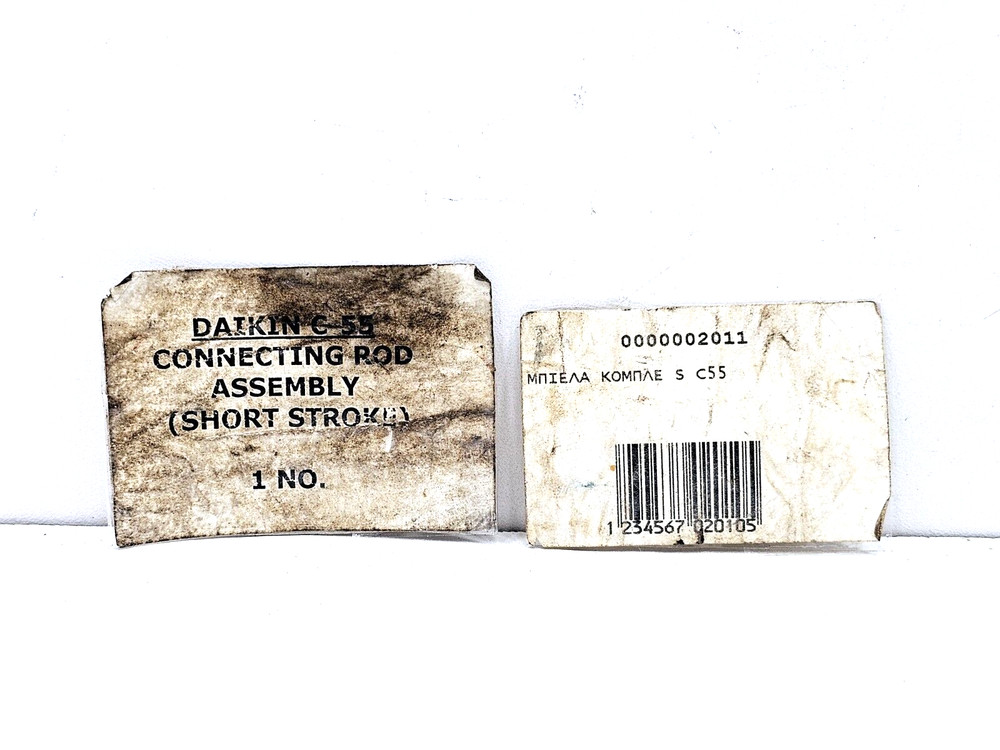 DAIKIN C-55
CONNECTING ROD
ASSEMBLY
(SHORT STROKE)
1 NO.
0000002011
ΜΠΙΕΛΑ ΚΟΜΠΛΕ S C55
1 234567 020105